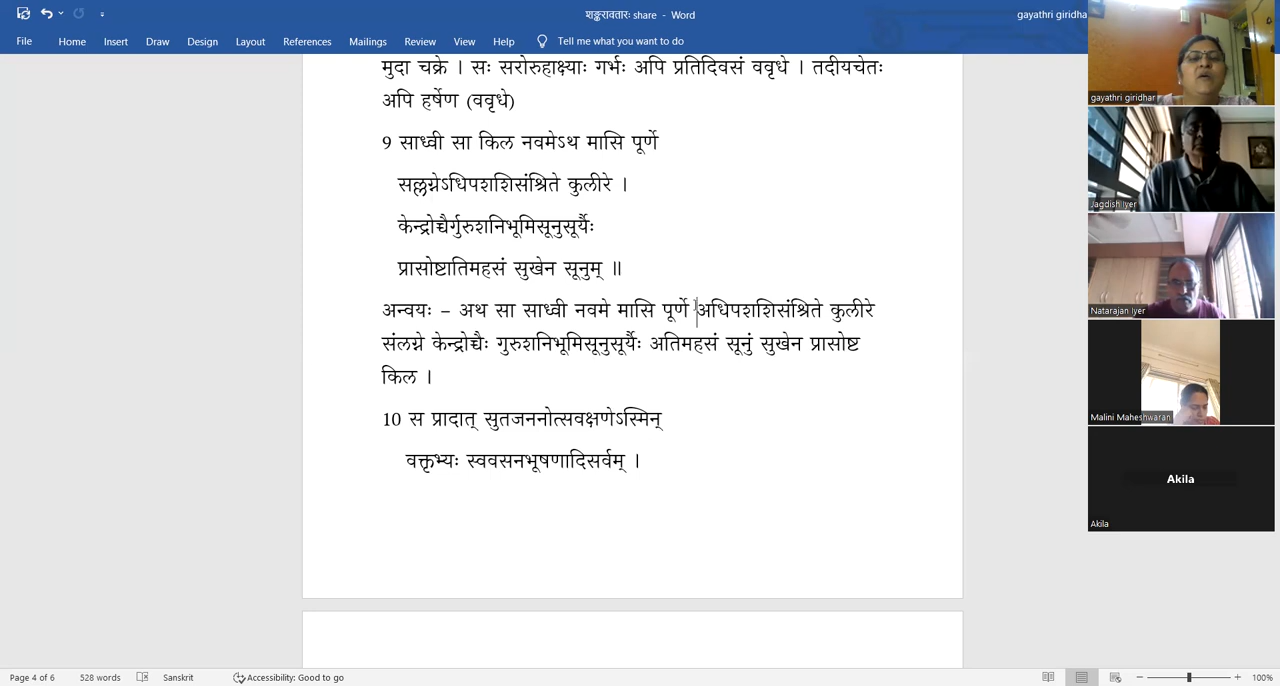 शङ्करावतारः share - Word
gayathri giridha
File Home Insert Draw Design Layout References Mailings Review View Help Tell me what you want to do
मुदा चक्रे । सः सरोरुहाक्ष्याः गर्भः अपि प्रतिदिवसं ववृधे । तदीयचेतः
अपि हर्षेण (ववृधे)
9 साध्वी सा किल नवमेऽथ मासि पूर्णे
सल्लग्नेऽधिपशशिसंश्रिते कुलीरे ।
केन्द्रोच्चैर्गुरुशनिभूमिसूनुसूर्यैः
प्रासोष्टातिमहसं सुखेन सूनुम् ॥
अन्वयः – अथ सा साध्वी नवमे मासि पूर्णे अधिपशशिसंश्रिते कुलीरे
संलग्ने केन्द्रोच्चैः गुरुशनिभूमिसूनुसूर्यैः अतिमहसं सूनुं सुखेन प्रासोष्ट
किल ।
10 स प्रादात् सुतजननोत्सवक्षणेऽस्मिन्
वक्तृभ्यः स्ववसनभूषणादिसर्वम् ।
gayathri giridhar
Jagdish Iyer
Natarajan Iyer
Malini Maheshwaran
Akila
Akila
Page 4 of 6 528 words Sanskrit Accessibility: Good to go 100%